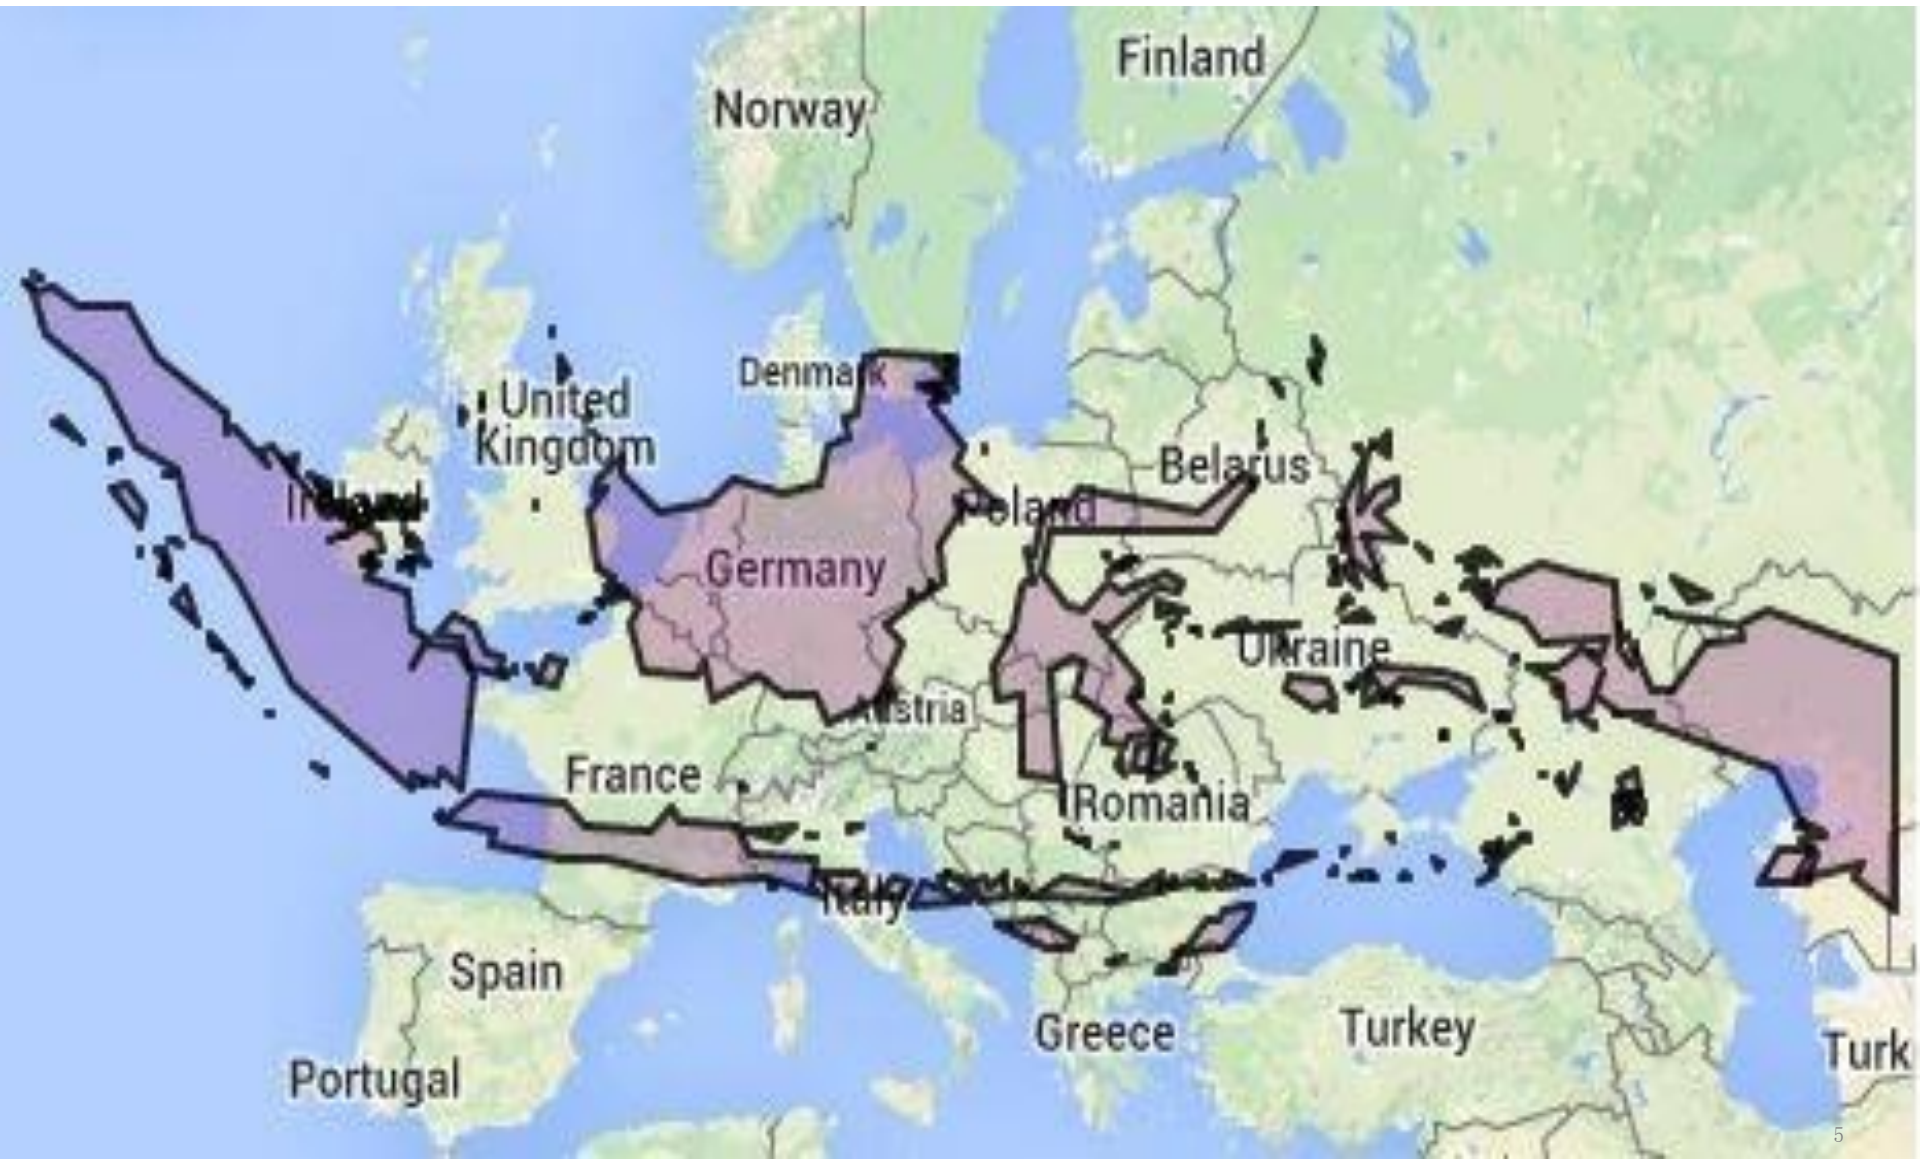 Finland
Norway
Denmark
United
Kingdom
Ireland
Belarus
Poland
Germany
Ukraine
Austria
France
Romania
Italy
Spain
Greece
Turkey
Turk
Portugal
5